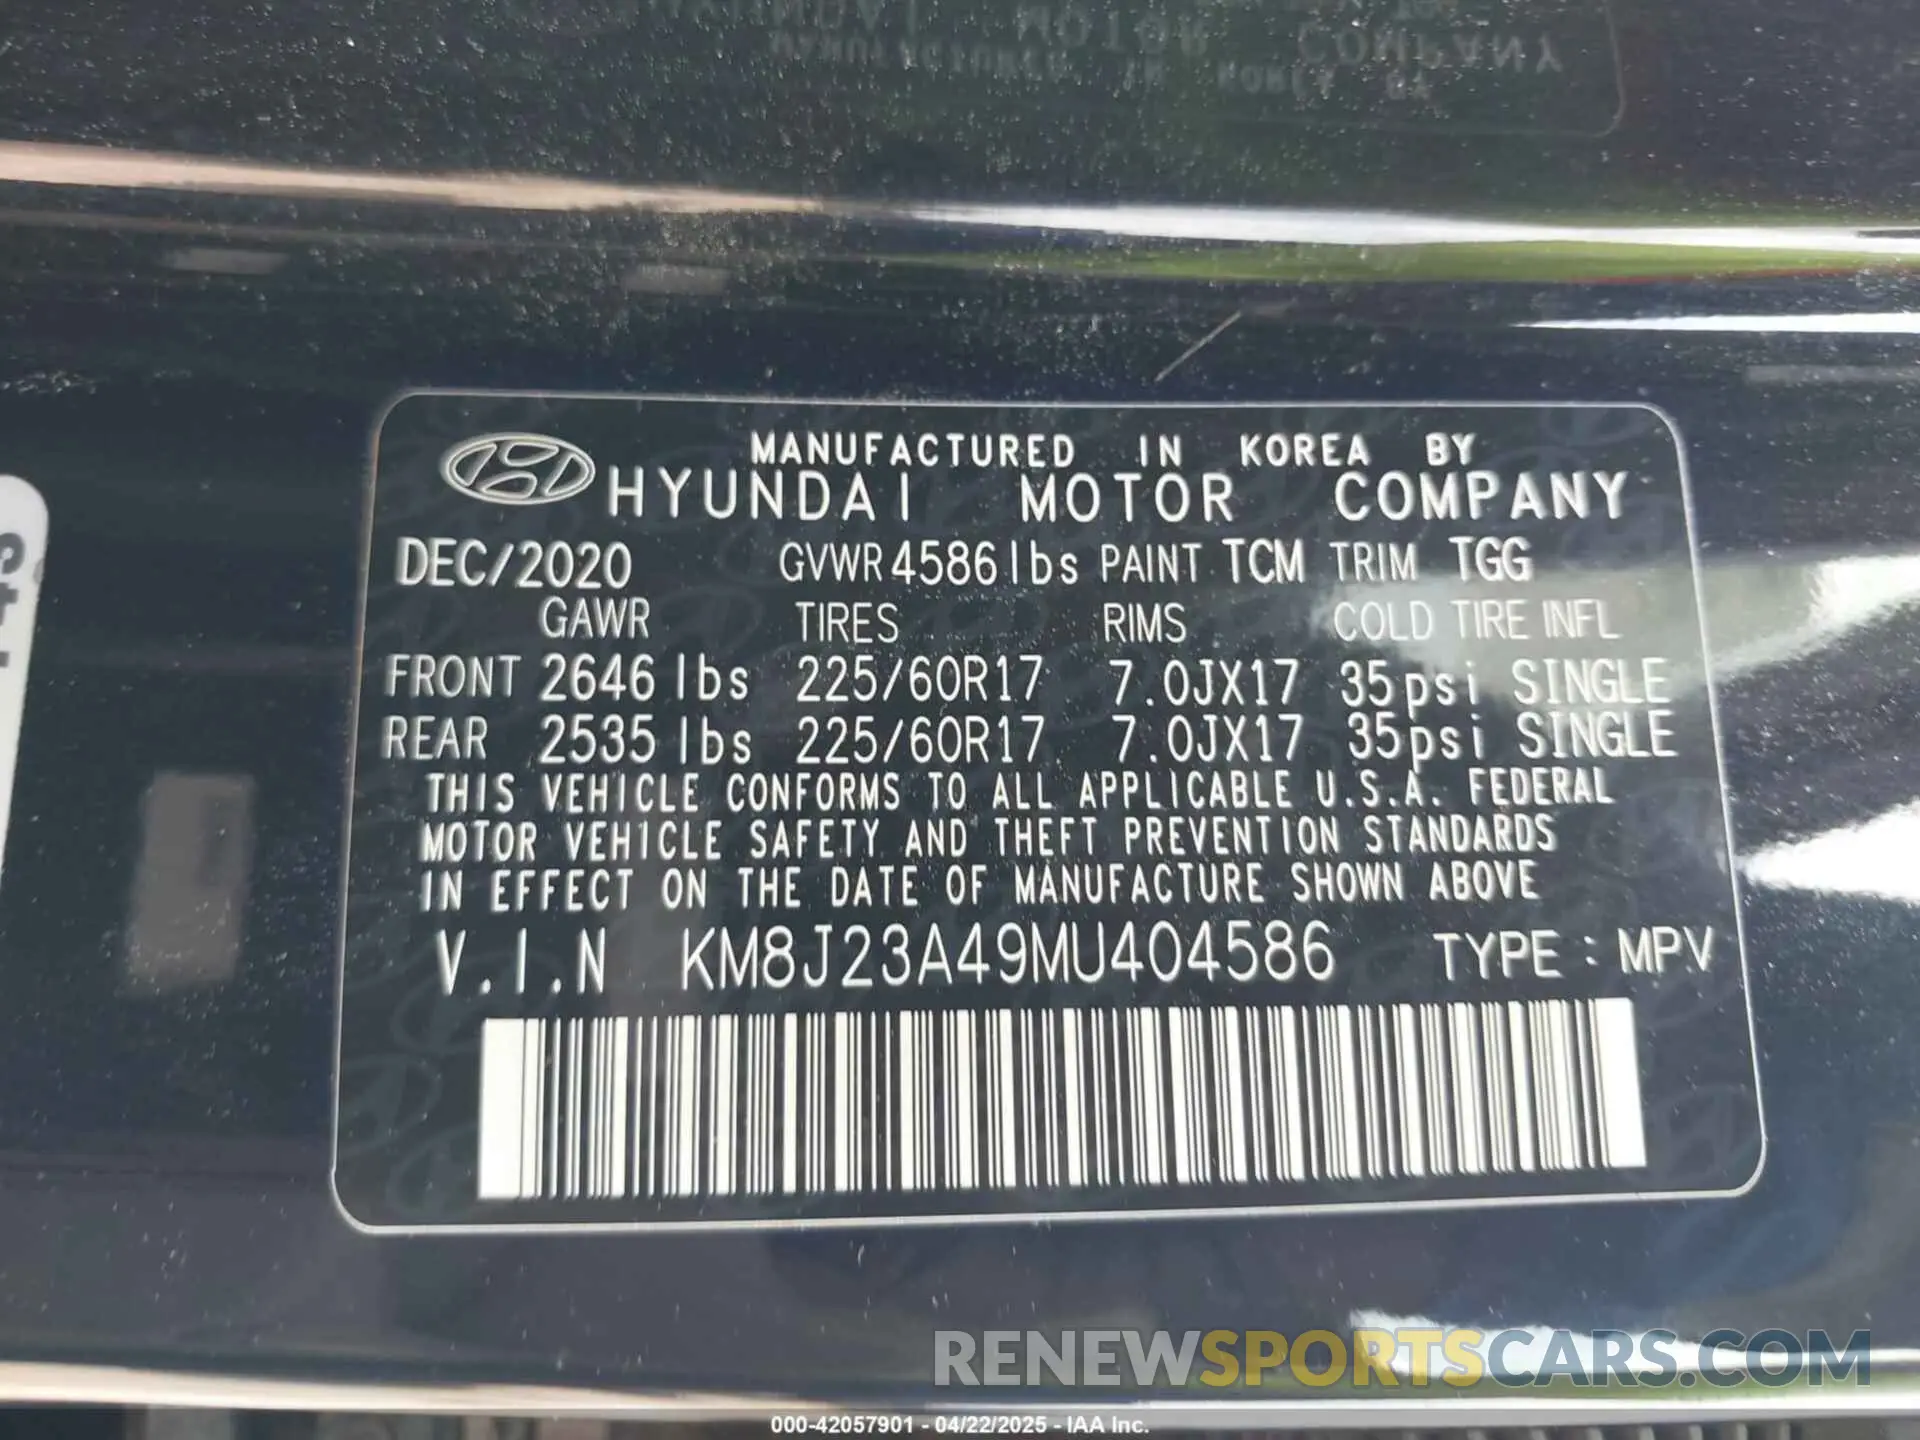 MANUFACTURED IN KOREA BY
HYUNDAI MOTOR COMPANY
DEC/2020 GVWR 4586lbs PAINT TCM TRIM TGG
GAWR TIRES RIMS COLD TIRE INFL
FRONT 2646 lbs 225/60R17 7.0JX17 35psi SINGLE
REAR 2535 lbs 225/60R17 7.0JX17 35psi SINGLE
THIS VEHICLE CONFORMS TO ALL APPLICABLE U.S.A. FEDERAL
MOTOR VEHICLE SAFETY AND THEFT PREVENTION STANDARDS
IN EFFECT ON THE DATE OF MANUFACTURE SHOWN ABOVE
V.I.N KM8J23A49MU404586 TYPE : MPV
RENEWSPORTSCARS.COM
000-42057901 - 04/22/2025 - IAA Inc.